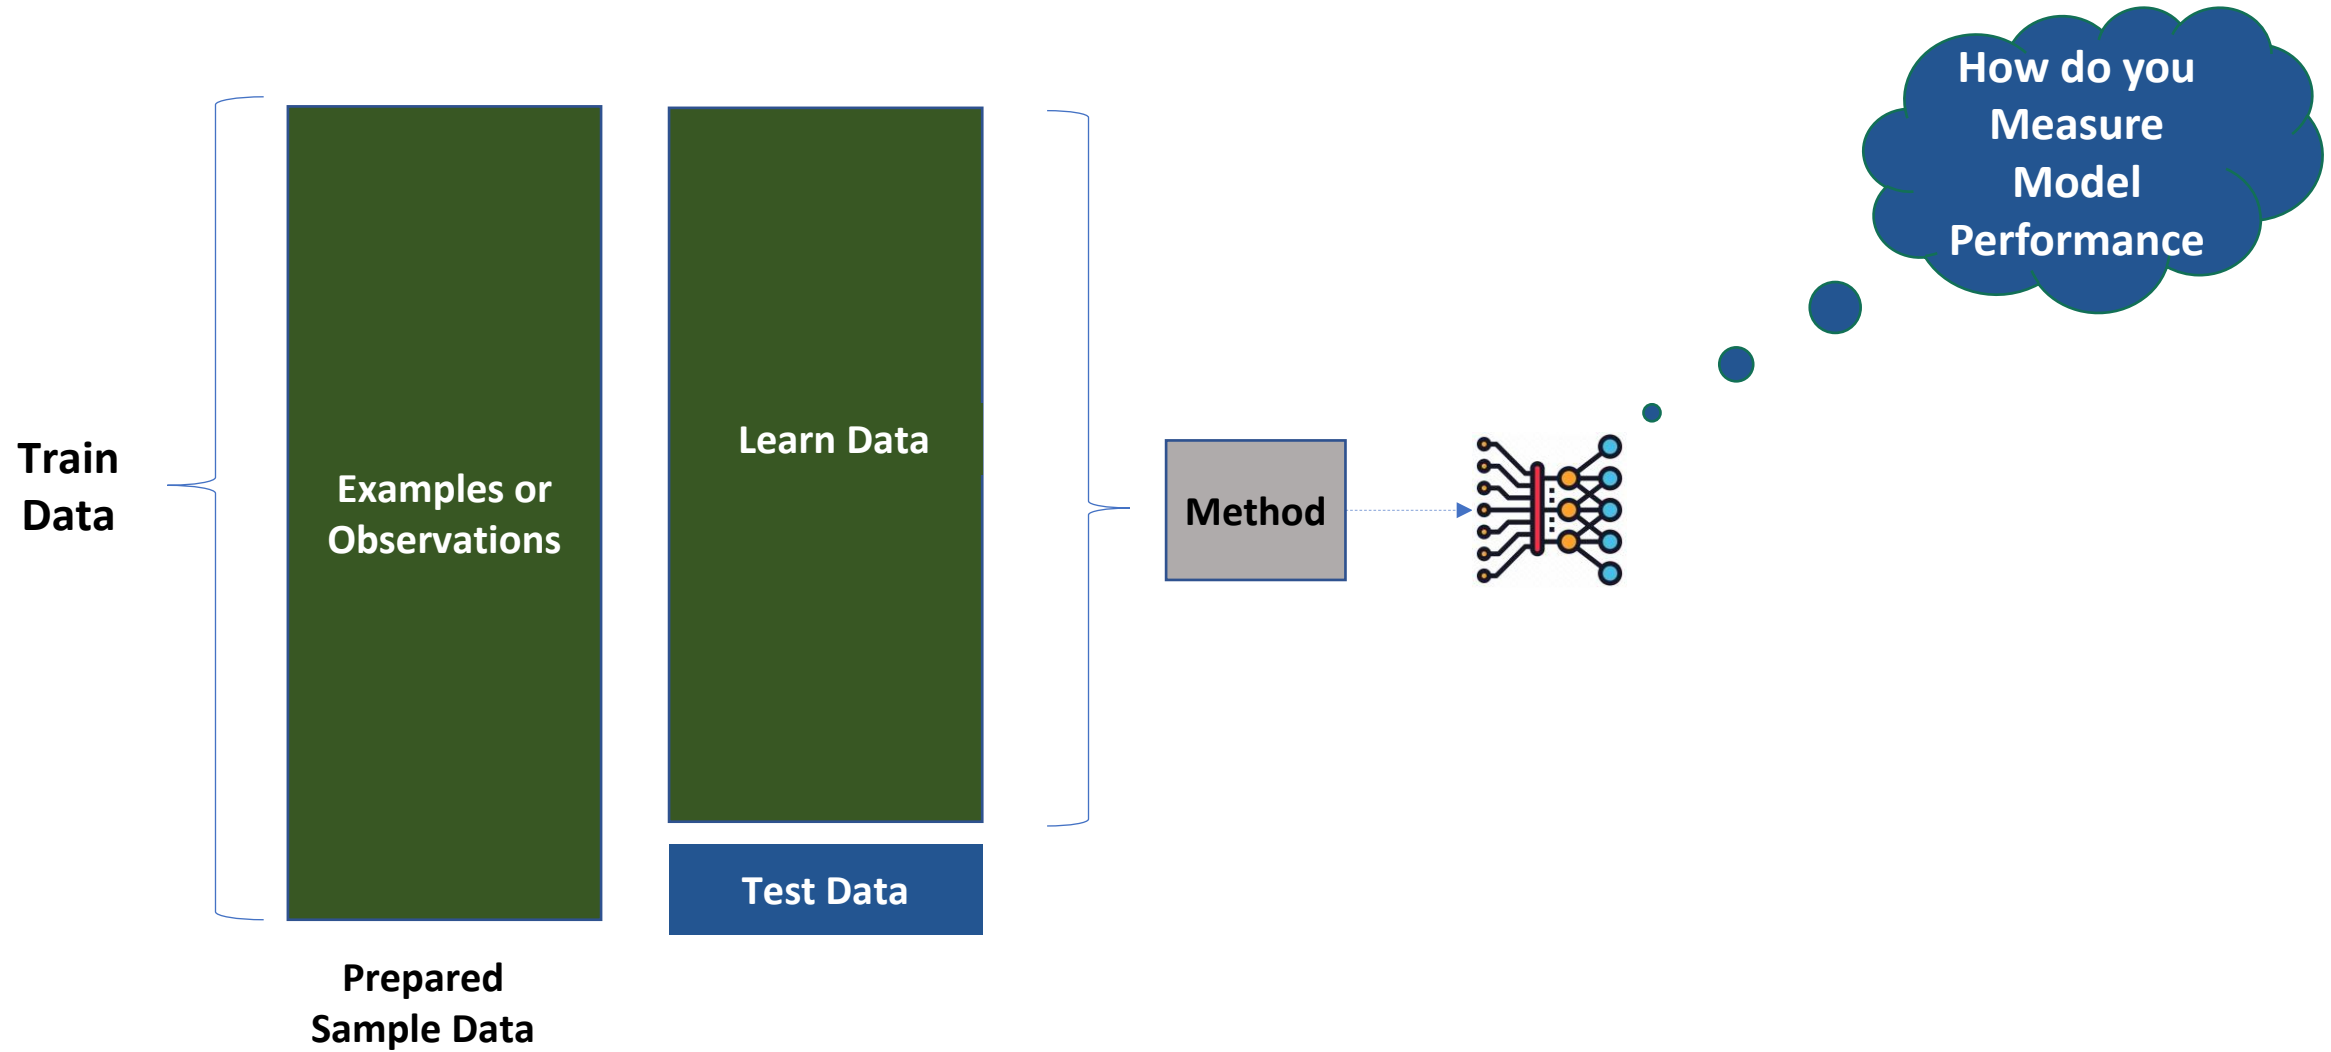 How do you
Measure
Model
Performance
Train
Data
Examples or
Observations
Learn Data
Method
Test Data
Prepared
Sample Data